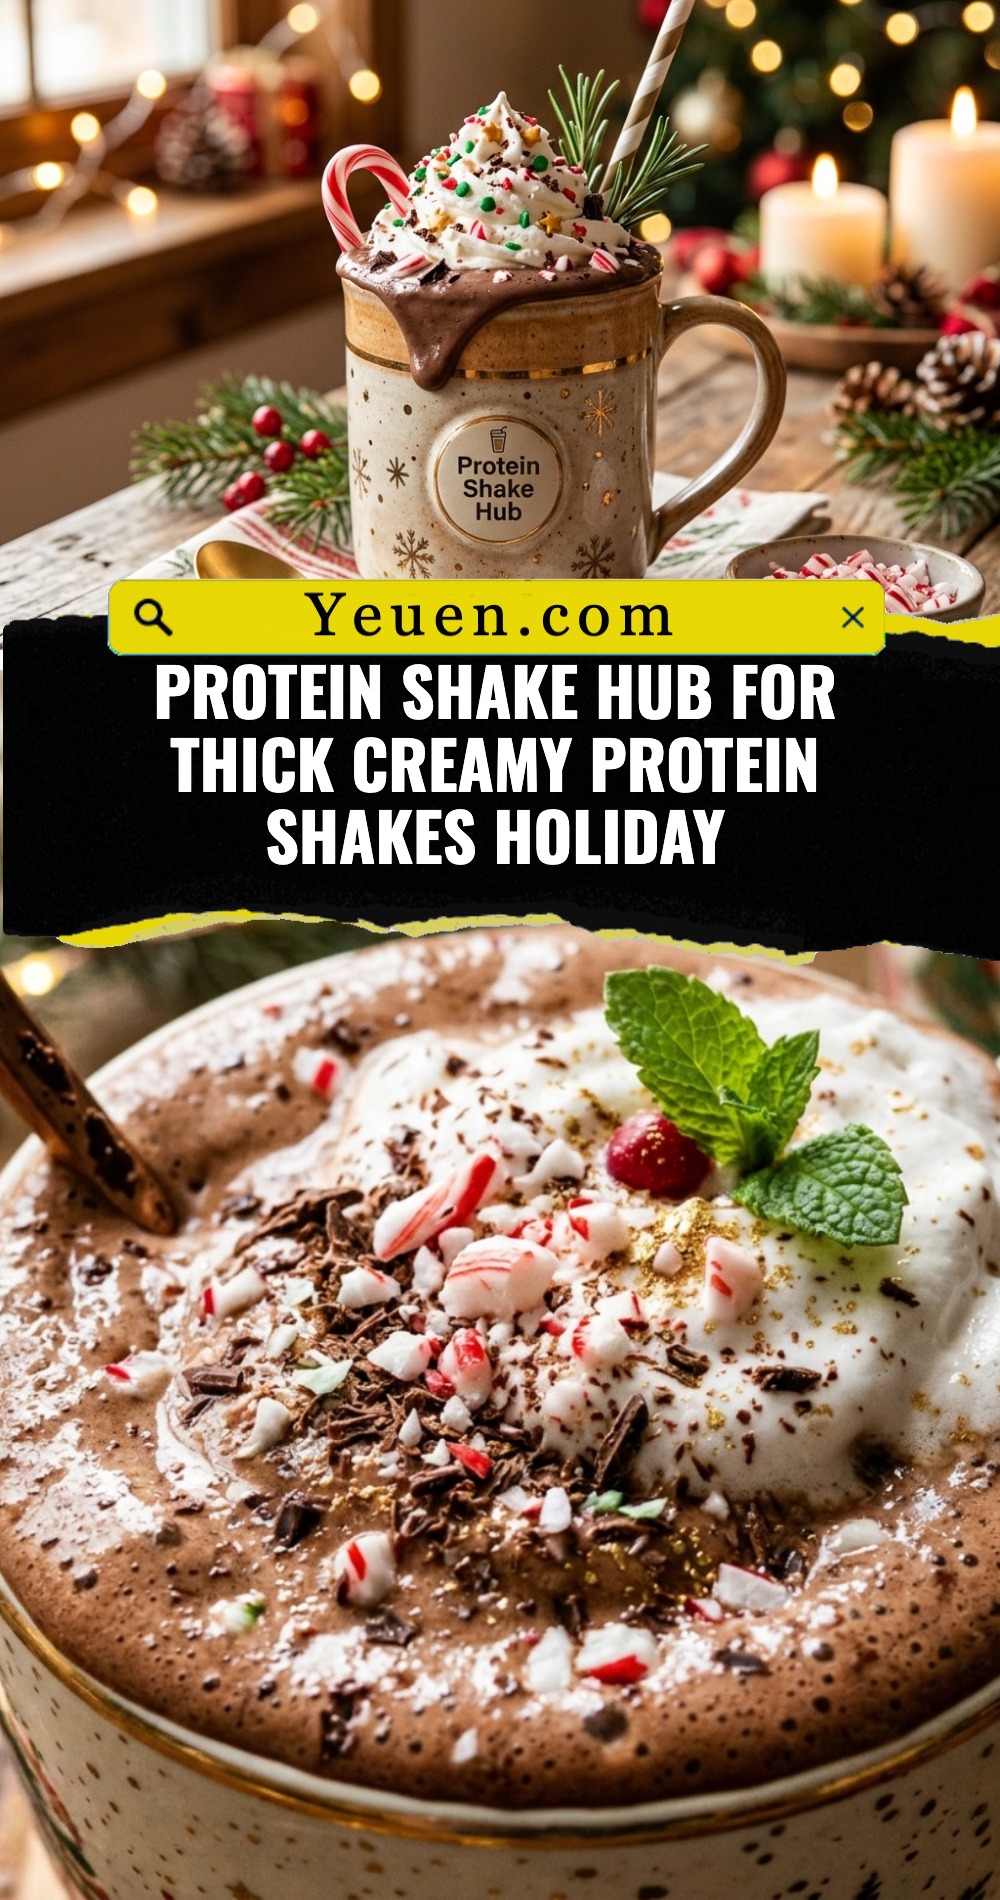 Protein
Shake
Hub
Yeuen.com
PROTEIN SHAKE HUB FOR
THICK CREAMY PROTEIN
SHAKES HOLIDAY